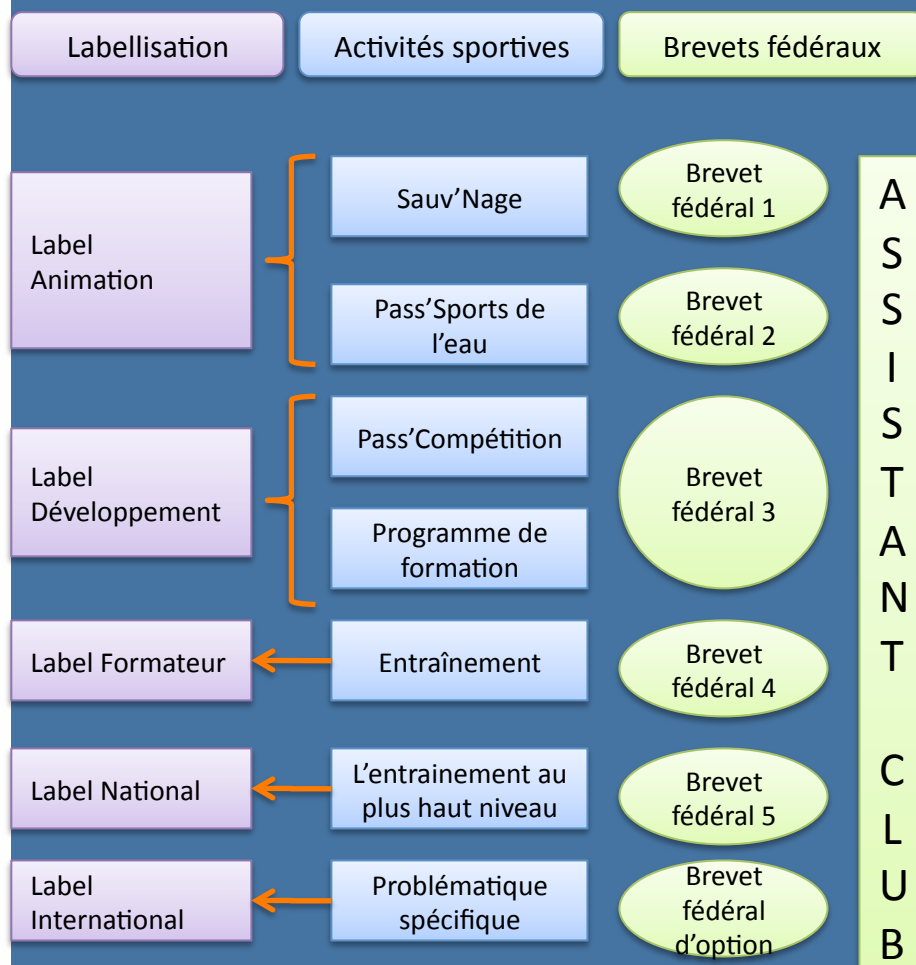 Labellisation
Activités sportives
Brevets fédéraux
Label
Animation
Sauv'Nage
Brevet
fédéral 1
Pass'Sports de
l'eau
Brevet
fédéral 2
Label
Développement
Pass'Compétition
Programme de
formation
Brevet
fédéral 3
Label Formateur
Entraînement
Brevet
fédéral 4
Label National
L'entrainement au
plus haut niveau
Brevet
fédéral 5
Label
International
Problématique
spécifique
Brevet
fédéral
d'option
A
S
S
I
S
T
A
N
T
C
L
U
B